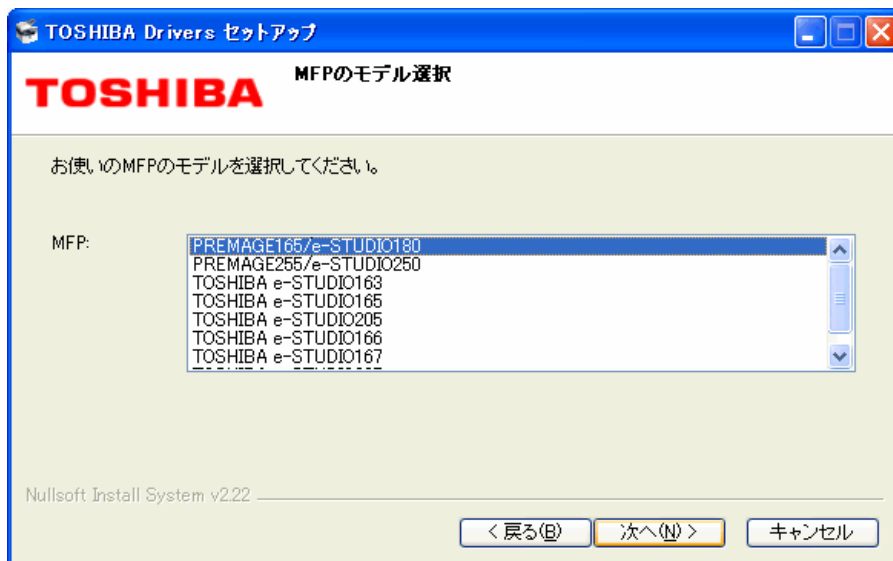 TOSHIBA Drivers セットアップ
TOSHIBA
MFPのモデル選択
お使いのMFPのモデルを選択してください。
MFP:
PREMAGE165/e-STUDIO180
PREMAGE255/e-STUDIO250
TOSHIBA e-STUDIO163
TOSHIBA e-STUDIO165
TOSHIBA e-STUDIO205
TOSHIBA e-STUDIO166
TOSHIBA e-STUDIO167
Nullsoft Install System v2.22
< 戻る(B)
次へ(N) >
キャンセル